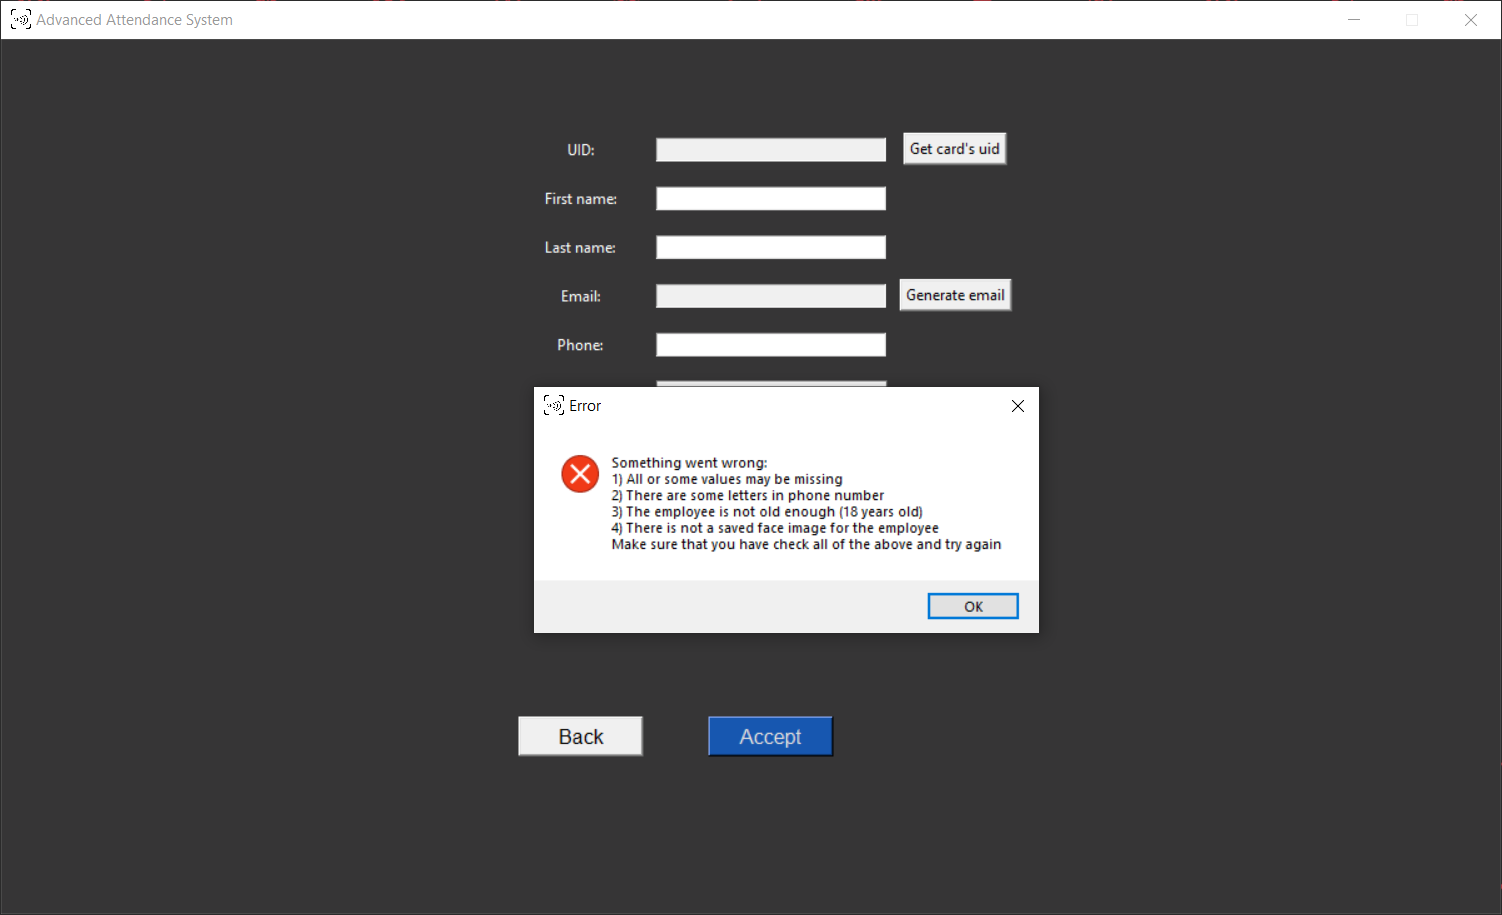 Advanced Attendance System
UID:
Get card's uid
First name:
Last name:
Email:
Generate email
Phone:
Error
Something went wrong:
1) All or some values may be missing
2) There are some letters in phone number
3) The employee is not old enough (18 years old)
4) There is not a saved face image for the employee
Make sure that you have check all of the above and try again
OK
Back
Accept